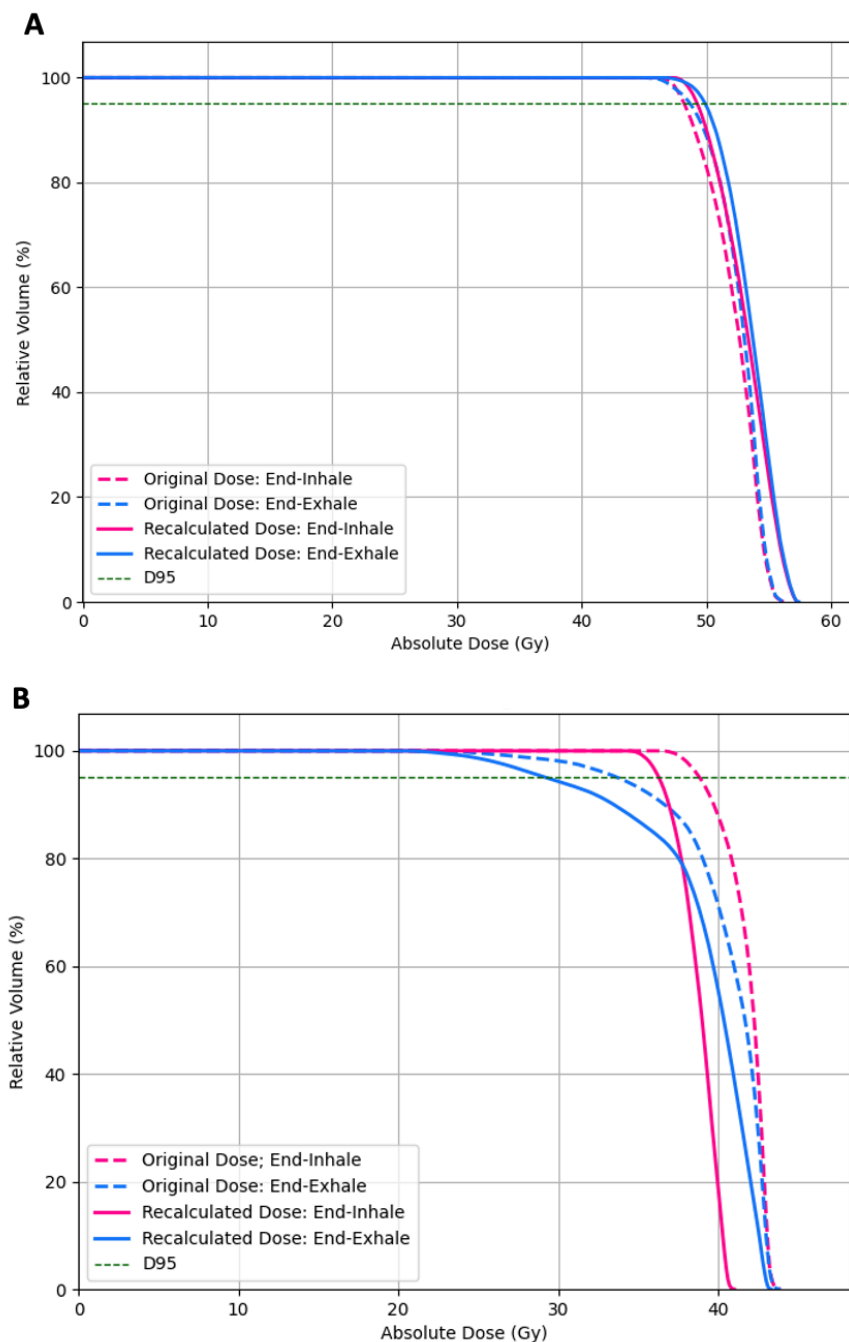 A
100
80
60
40
20
0
Relative Volume (%)
Original Dose: End-Inhale
Original Dose: End-Exhale
Recalculated Dose: End-Inhale
Recalculated Dose: End-Exhale
D95
0 10 20 30 40 50 60
Absolute Dose (Gy)
B
100
80
60
40
20
0
Relative Volume (%)
Original Dose; End-Inhale
Original Dose: End-Exhale
Recalculated Dose: End-Inhale
Recalculated Dose: End-Exhale
D95
0 10 20 30 40
Absolute Dose (Gy)